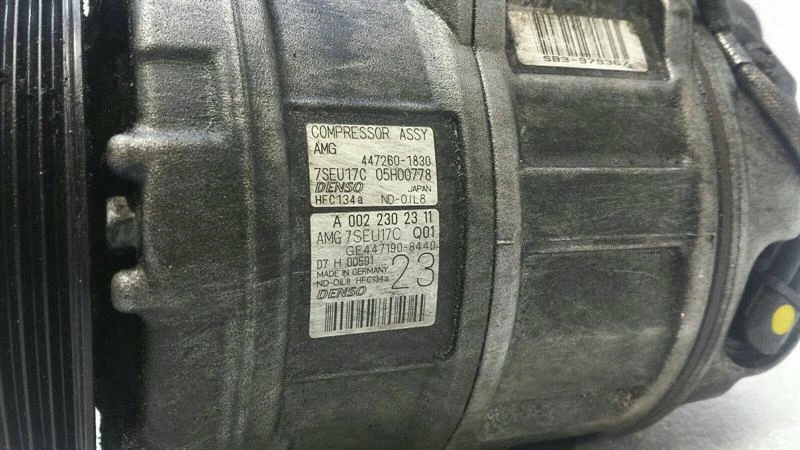 SB3-979367
COMPRESSOR ASSY
AMG
447260-1830
7SEU17C 05H00778
DENSO JAPAN
HFC134a ND-OIL8
A 002 230 23 11
AMG 7SEU17C Q01
GE447190-8440
07 H 00591
MADE IN GERMANY 23
ND-OIL8 HFC134a
DENSO